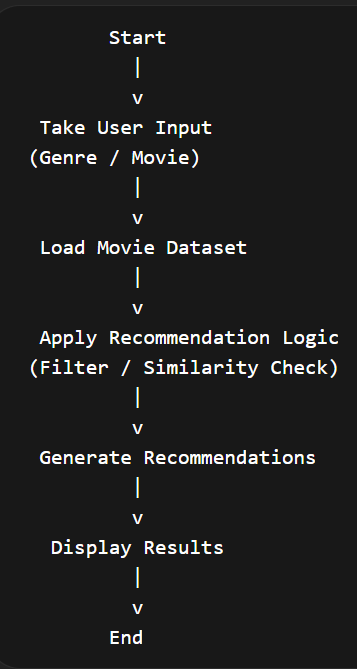 Start
|
v
Take User Input
(Genre / Movie)
|
v
Load Movie Dataset
|
v
Apply Recommendation Logic
(Filter / Similarity Check)
|
v
Generate Recommendations
|
v
Display Results
|
v
End